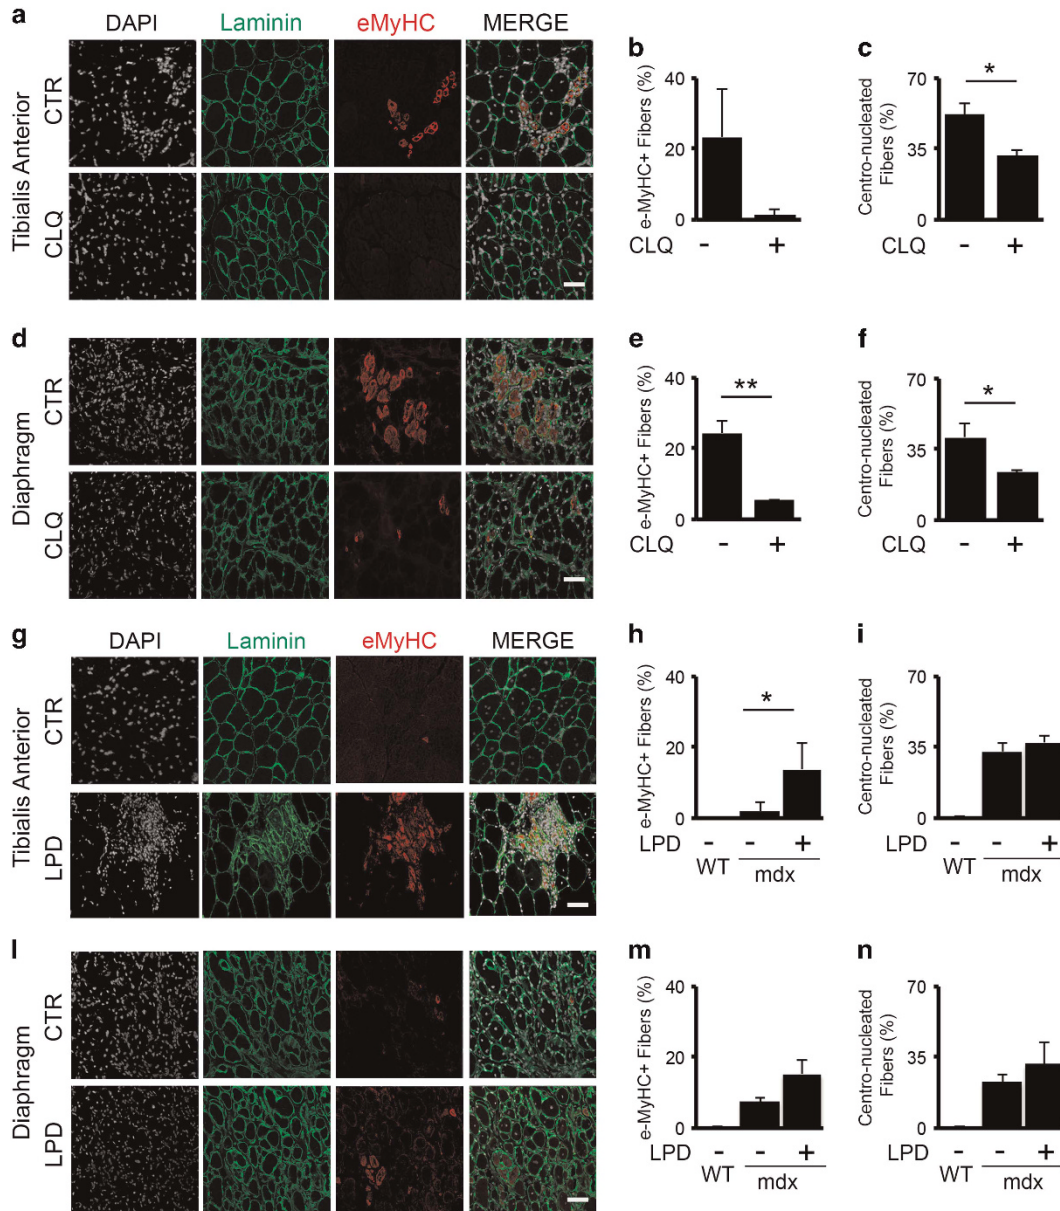 a
DAPI Laminin eMyHC MERGE
Tibialis Anterior
CTR
CLQ
b
e-MyHC+ Fibers (%)
40
20
0
CLQ - +
c
Centro-nucleated
Fibers (%)
70
35
0
*
CLQ - +
d
Diaphragm
CTR
CLQ
e
e-MyHC+ Fibers (%)
40
20
0
**
CLQ - +
f
Centro-nucleated
Fibers (%)
70
35
0
*
CLQ - +
g
DAPI Laminin eMyHC MERGE
Tibialis Anterior
CTR
LPD
h
e-MyHC+ Fibers (%)
40
20
0
*
LPD - - +
WT mdx
i
Centro-nucleated
Fibers (%)
70
35
0
LPD - - +
WT mdx
l
Diaphragm
CTR
LPD
m
e-MyHC+ Fibers (%)
40
20
0
LPD - - +
WT mdx
n
Centro-nucleated
Fibers (%)
70
35
0
LPD - - +
WT mdx